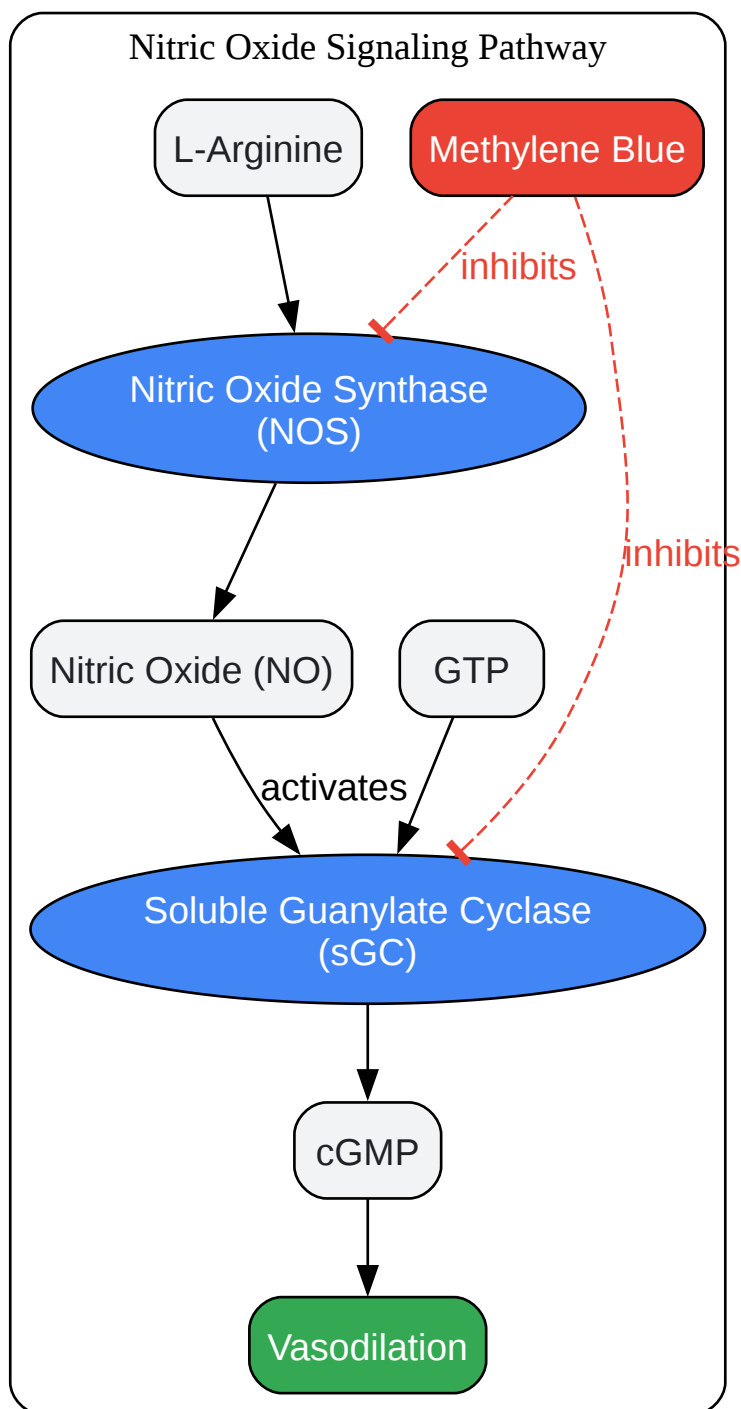 Nitric Oxide Signaling Pathway
L-Arginine
Methylene Blue
inhibits
Nitric Oxide Synthase
(NOS)
inhibits
Nitric Oxide (NO)
GTP
activates
Soluble Guanylate Cyclase
(sGC)
cGMP
Vasodilation